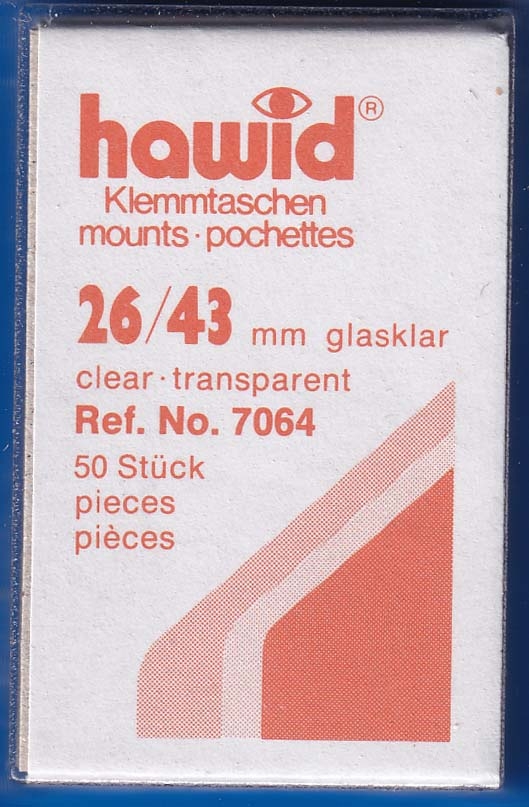 hawid®
Klemmtaschen
mounts · pochettes
26/43 mm glasklar
clear · transparent
Ref. No. 7064
50 Stück
pieces
pièces